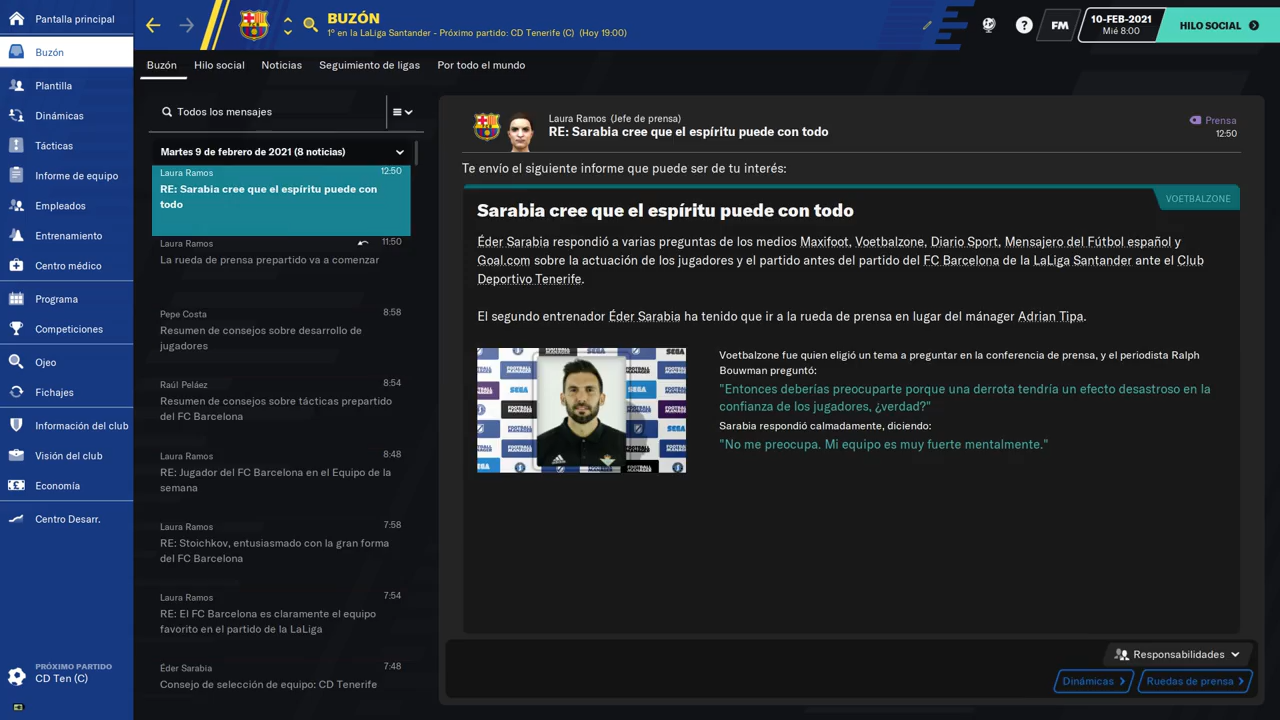 Pantalla principal
Buzón
Plantilla
Dinámicas
Tácticas
Informe de equipo
Empleados
Entrenamiento
Centro médico
Programa
Competiciones
Ojeo
Fichajes
Información del club
Visión del club
Economía
Centro Desarr.
PRÓXIMO PARTIDO
CD Ten (C)
BUZÓN
1º en la LaLiga Santander - Próximo partido: CD Tenerife (C) (Hoy 19:00)
FM
10-FEB-2021
Mié 8:00
HILO SOCIAL
Buzón Hilo social Noticias Seguimiento de ligas Por todo el mundo
Todos los mensajes
Martes 9 de febrero de 2021 (8 noticias)
Laura Ramos 12:50
RE: Sarabia cree que el espíritu puede con
todo
Laura Ramos 11:50
La rueda de prensa prepartido va a comenzar
Pepe Costa 8:58
Resumen de consejos sobre desarrollo de
jugadores
Raúl Peláez 8:54
Resumen de consejos sobre tácticas prepartido
del FC Barcelona
Laura Ramos 8:48
RE: Jugador del FC Barcelona en el Equipo de la
semana
Laura Ramos 7:58
RE: Stoichkov, entusiasmado con la gran forma
del FC Barcelona
Laura Ramos 7:54
RE: El FC Barcelona es claramente el equipo
favorito en el partido de la LaLiga
Éder Sarabia 7:48
Consejo de selección de equipo: CD Tenerife
Laura Ramos (Jefe de prensa)
RE: Sarabia cree que el espíritu puede con todo
Prensa
12:50
Te envío el siguiente informe que puede ser de tu interés:
VOETBALZONE
Sarabia cree que el espíritu puede con todo
Éder Sarabia respondió a varias preguntas de los medios Maxifoot, Voetbalzone, Diario Sport, Mensajero del Fútbol español y
Goal.com sobre la actuación de los jugadores y el partido antes del partido del FC Barcelona de la LaLiga Santander ante el Club
Deportivo Tenerife.
El segundo entrenador Éder Sarabia ha tenido que ir a la rueda de prensa en lugar del mánager Adrian Tipa.
Voetbalzone fue quien eligió un tema a preguntar en la conferencia de prensa, y el periodista Ralph
Bouwman preguntó:
"Entonces deberías preocuparte porque una derrota tendría un efecto desastroso en la
confianza de los jugadores, ¿verdad?"
Sarabia respondió calmadamente, diciendo:
"No me preocupa. Mi equipo es muy fuerte mentalmente."
SEGA
Responsabilidades
Dinámicas
Ruedas de prensa